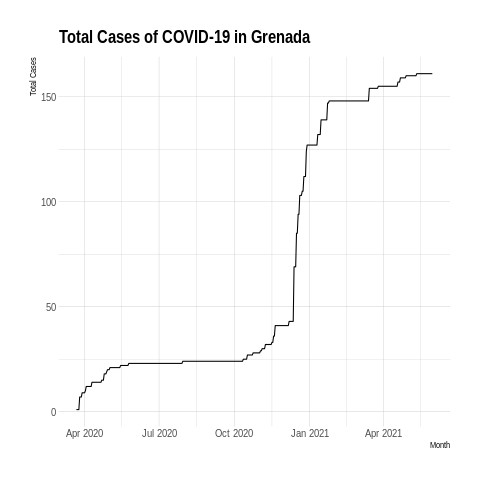 Total Cases of COVID-19 in Grenada
Total Cases
150
100
50
0
Apr 2020 Jul 2020 Oct 2020 Jan 2021 Apr 2021
Month